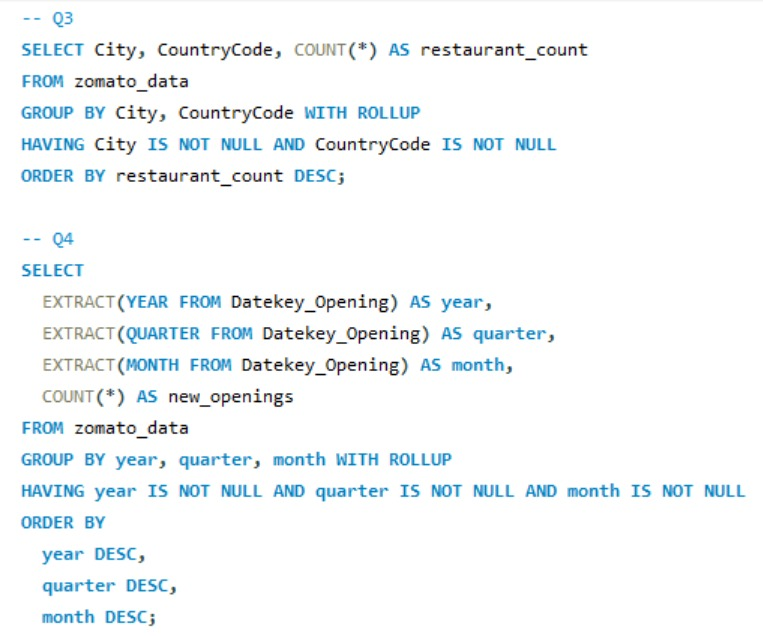 -- Q3
SELECT City, CountryCode, COUNT(*) AS restaurant_count
FROM zomato_data
GROUP BY City, CountryCode WITH ROLLUP
HAVING City IS NOT NULL AND CountryCode IS NOT NULL
ORDER BY restaurant_count DESC;
-- Q4
SELECT
EXTRACT(YEAR FROM Datekey_Opening) AS year,
EXTRACT(QUARTER FROM Datekey_Opening) AS quarter,
EXTRACT(MONTH FROM Datekey_Opening) AS month,
COUNT(*) AS new_openings
FROM zomato_data
GROUP BY year, quarter, month WITH ROLLUP
HAVING year IS NOT NULL AND quarter IS NOT NULL AND month IS NOT NULL
ORDER BY
year DESC,
quarter DESC,
month DESC;